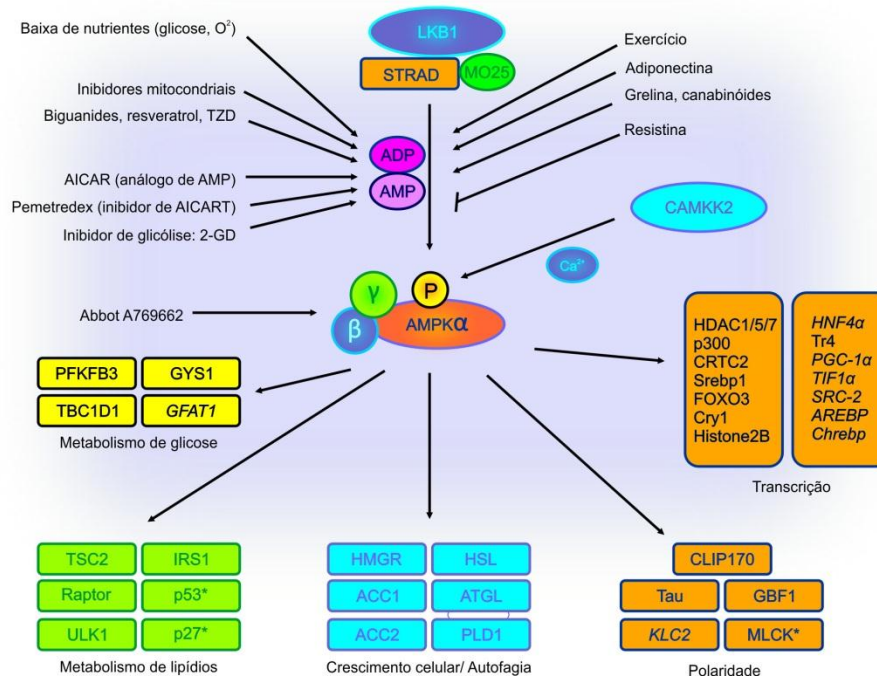 Baixa de nutrientes (glicose, O²)
Inibidores mitocondriais
Biguanides, resveratrol, TZD
AICAR (análogo de AMP)
Pemetredex (inibidor de AICART)
Inibidor de glicólise: 2-GD
LKB1
STRAD
MO25
ADP
AMP
Exercício
Adiponectina
Grelina, canabinóides
Resistina
CAMKK2
Ca²⁺
Abbot A769662
γ
β
P
AMPKα
PFKFB3
GYS1
TBC1D1
GFAT1
Metabolismo de glicose
HDAC1/5/7
p300
CRTC2
Srebp1
FOXO3
Cry1
Histone2B
HNF4α
Tr4
PGC-1α
TIF1α
SRC-2
AREBP
Chrebp
Transcrição
TSC2
IRS1
Raptor
p53*
ULK1
p27*
Metabolismo de lipídios
HMGR
HSL
ACC1
ATGL
ACC2
PLD1
Crescimento celular/ Autofagia
CLIP170
Tau
GBF1
KLC2
MLCK*
Polaridade